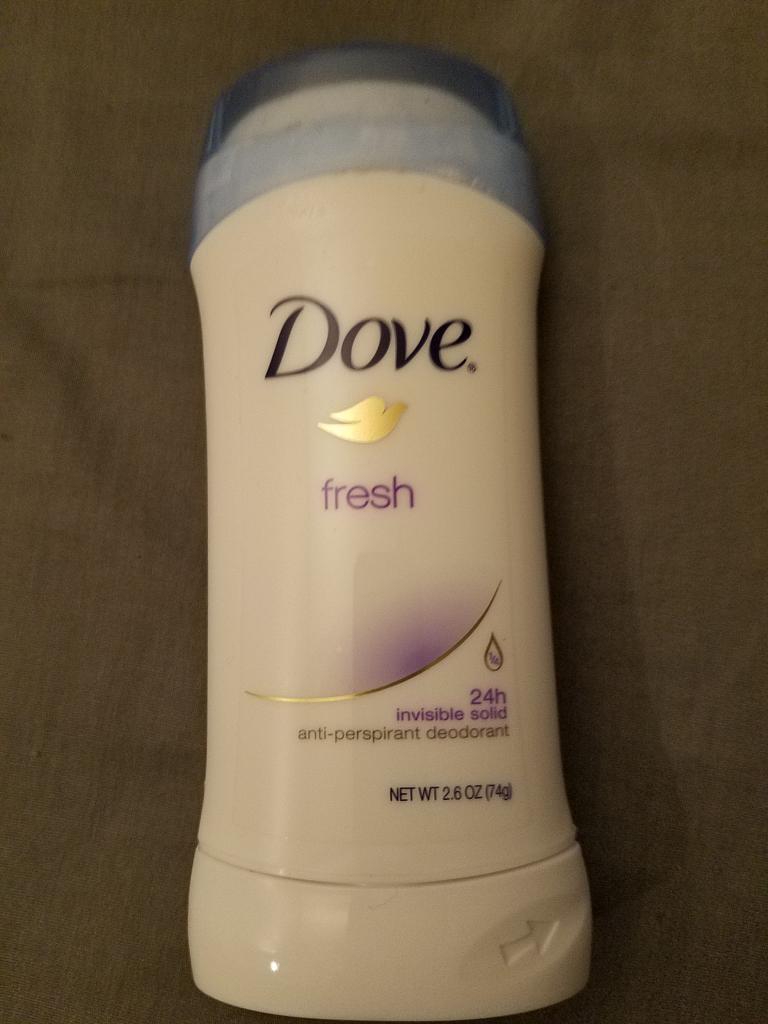 Dove®
fresh
24h
invisible solid
anti-perspirant deodorant
NET WT 2.6 OZ (74g)